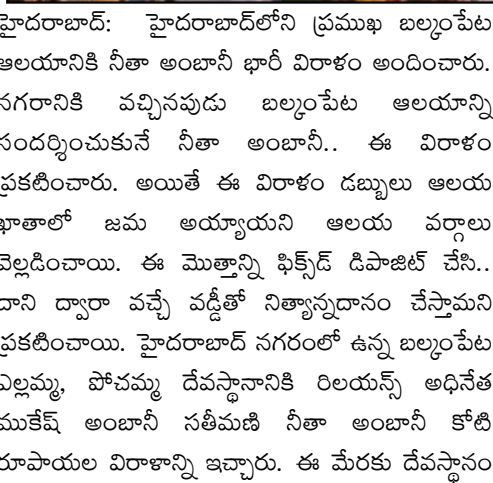 హైదరాబాద్: హైదరాబాద్‌లోని ప్రముఖ బల్కంపేట
ఆలయానికి నీతా అంబానీ భారీ విరాళం అందించారు.
నగరానికి వచ్చినపుడు బల్కంపేట ఆలయాన్ని
సందర్శించుకునే నీతా అంబానీ.. ఈ విరాళం
ప్రకటించారు. అయితే ఈ విరాళం డబ్బులు ఆలయ
ఖాతాలో జమ అయ్యాయని ఆలయ వర్గాలు
వెల్లడించాయి. ఈ మొత్తాన్ని ఫిక్స్‌డ్ డిపాజిట్ చేసి..
దాని ద్వారా వచ్చే వడ్డీతో నిత్యాన్నదానం చేస్తామని
ప్రకటించాయి. హైదరాబాద్ నగరంలో ఉన్న బల్కంపేట
ఎల్లమ్మ, పోచమ్మ దేవస్థానానికి రిలయన్స్ అధినేత
ముకేష్ అంబానీ సతీమణి నీతా అంబానీ కోటి
రూపాయల విరాళాన్ని ఇచ్చారు. ఈ మేరకు దేవస్థానం